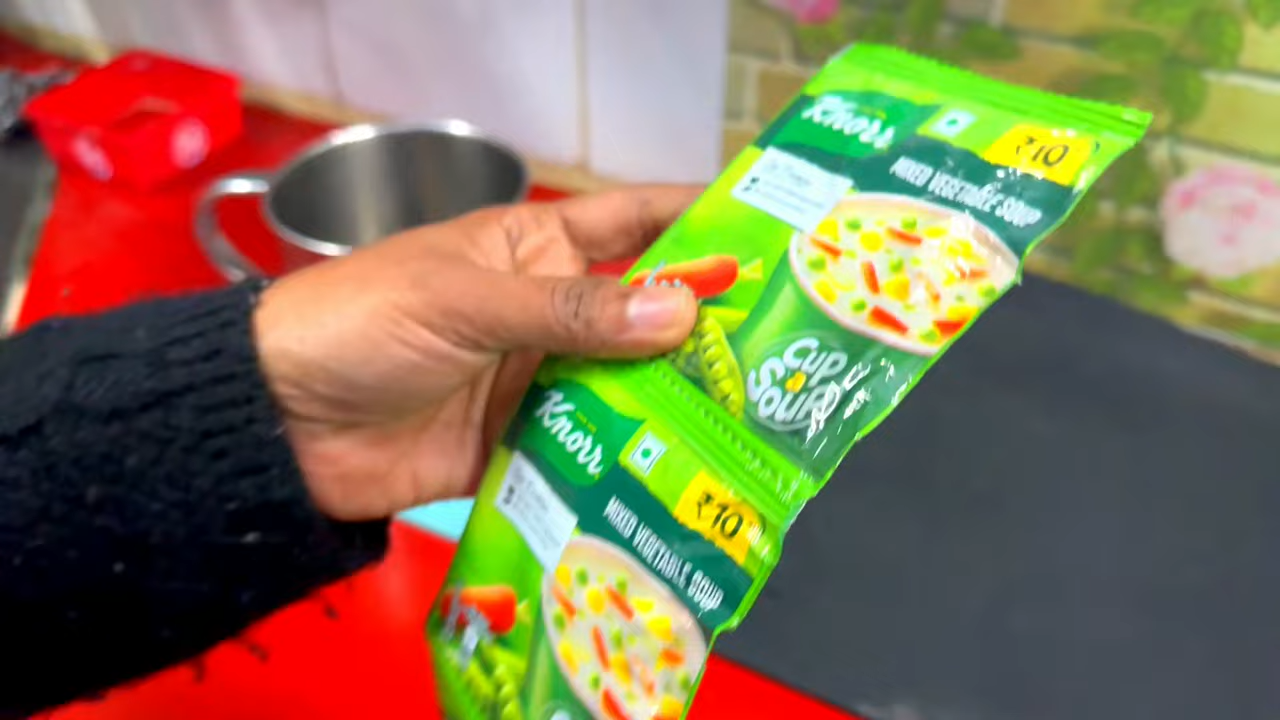 Knorr
₹10
MIXED VEGETABLE SOUP
CUP
a
SOUP
Knorr
₹10
MIXED VEGETABLE SOUP